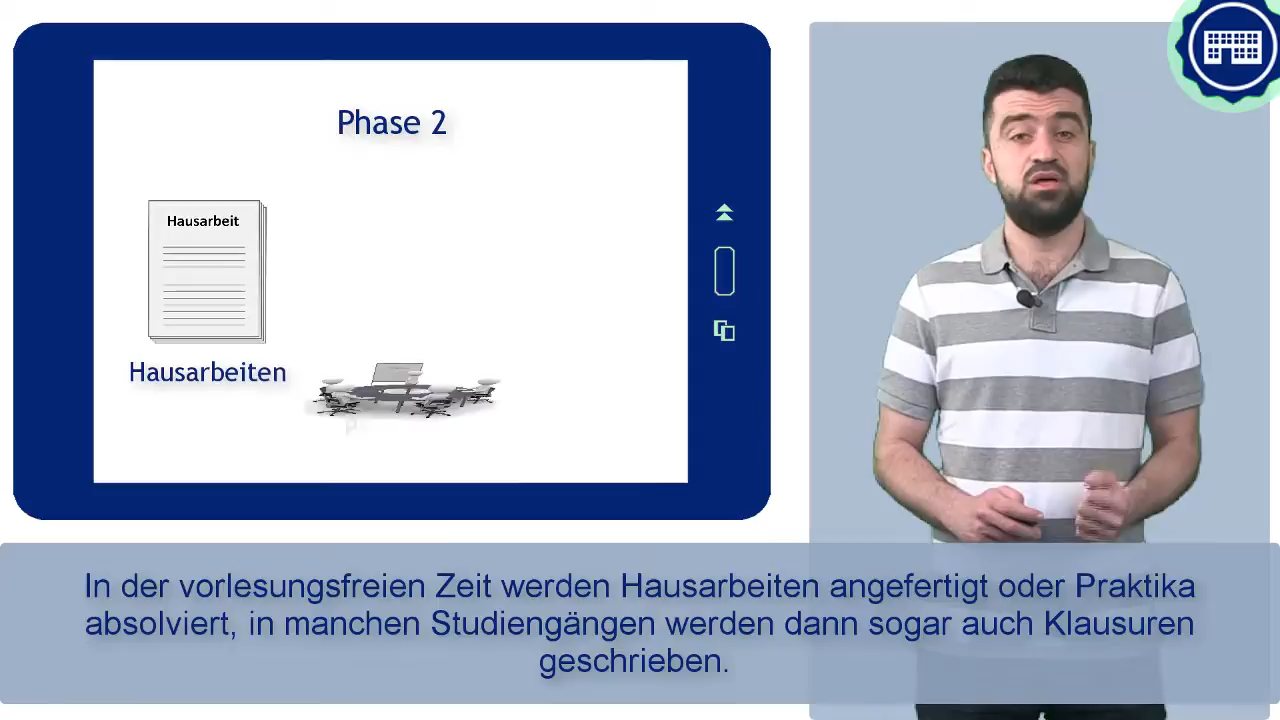 Phase 2
Hausarbeit
Hausarbeiten
In der vorlesungsfreien Zeit werden Hausarbeiten angefertigt oder Praktika
absolviert, in manchen Studiengängen werden dann sogar auch Klausuren
geschrieben.